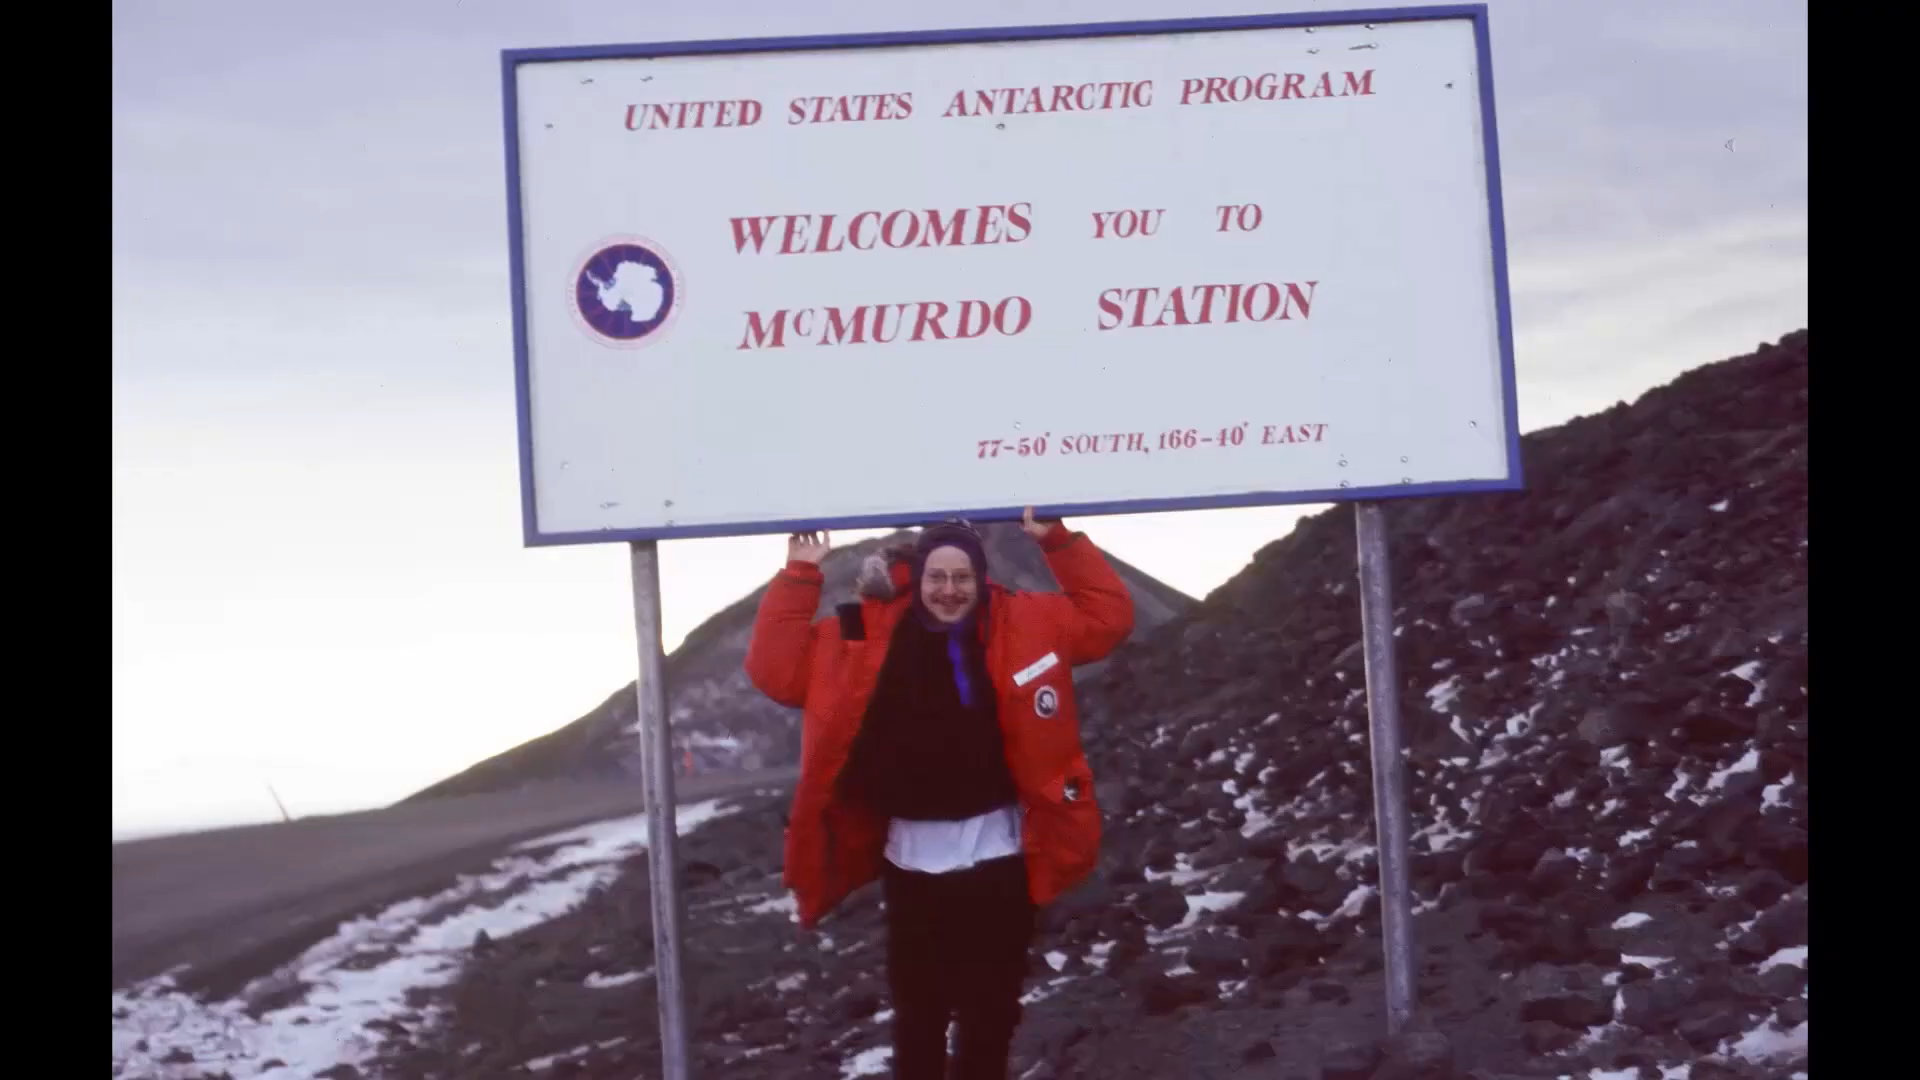 UNITED STATES ANTARCTIC PROGRAM
WELCOMES YOU TO
McMURDO STATION
77-50' SOUTH, 166-40' EAST